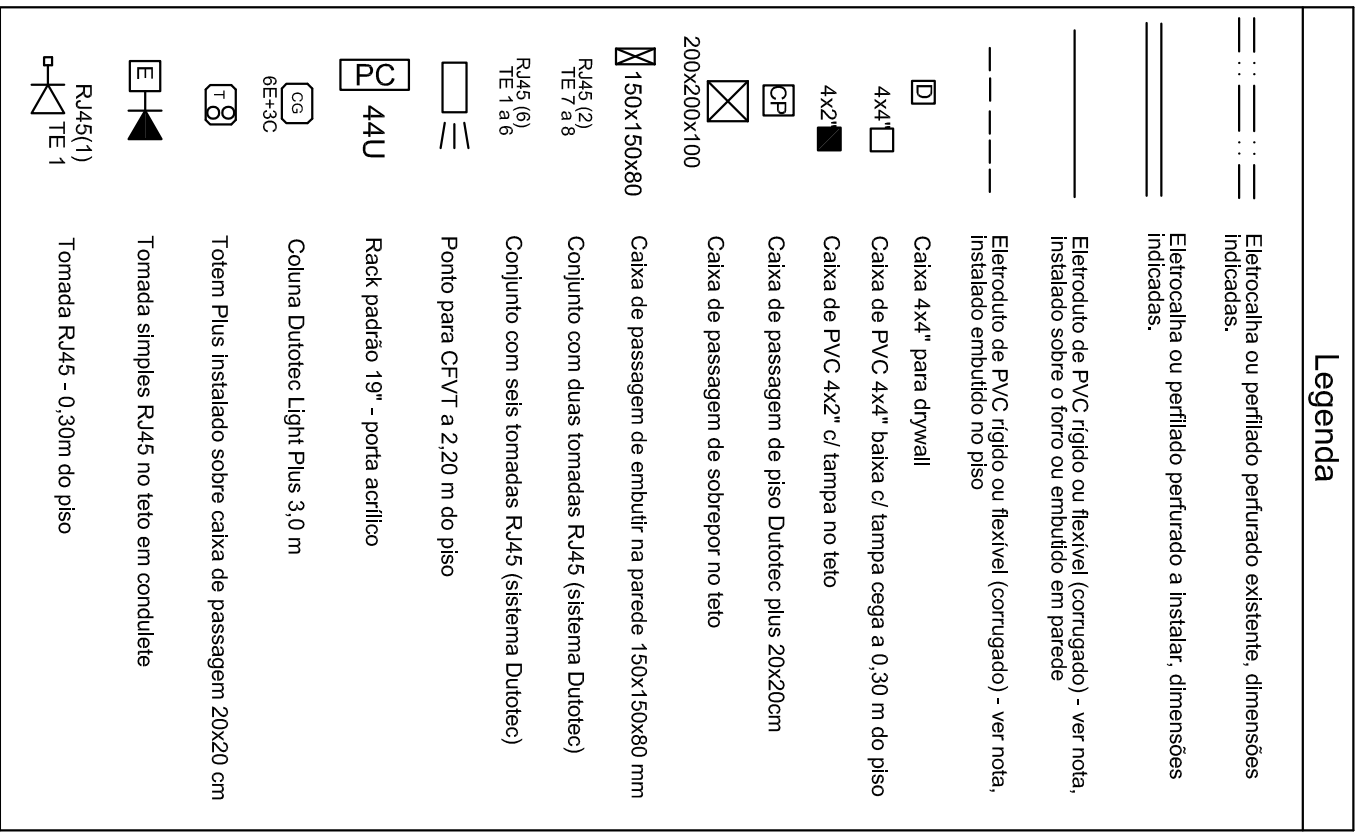 Legenda
Eletrocalha ou perfilado perfurado existente, dimensões
indicadas.
Eletrocalha ou perfilado perfurado a instalar, dimensões
indicadas.
Eletroduto de PVC rígido ou flexível (corrugado) - ver nota,
instalado sobre o forro ou embutido em parede
Eletroduto de PVC rígido ou flexível (corrugado) - ver nota,
instalado embutido no piso
D
Caixa 4x4" para drywall
4x4"
Caixa de PVC 4x4" baixa c/ tampa cega a 0,30 m do piso
4x2"
Caixa de PVC 4x2" c/ tampa no teto
CP
Caixa de passagem de piso Dutotec plus 20x20cm
200x200x100
Caixa de passagem de sobrepor no teto
150x150x80
Caixa de passagem de embutir na parede 150x150x80 mm
RJ45 (2)
TE 7 a 8
Conjunto com duas tomadas RJ45 (sistema Dutotec)
RJ45 (6)
TE 1 a 6
Conjunto com seis tomadas RJ45 (sistema Dutotec)
Ponto para CFVT a 2,20 m do piso
PC
44U
Rack padrão 19" - porta acrílico
CG
6E+3C
Coluna Dutotec Light Plus 3,0 m
T
Totem Plus instalado sobre caixa de passagem 20x20 cm
E
Tomada simples RJ45 no teto em condulete
RJ45(1)
TE 1
Tomada RJ45 - 0,30m do piso